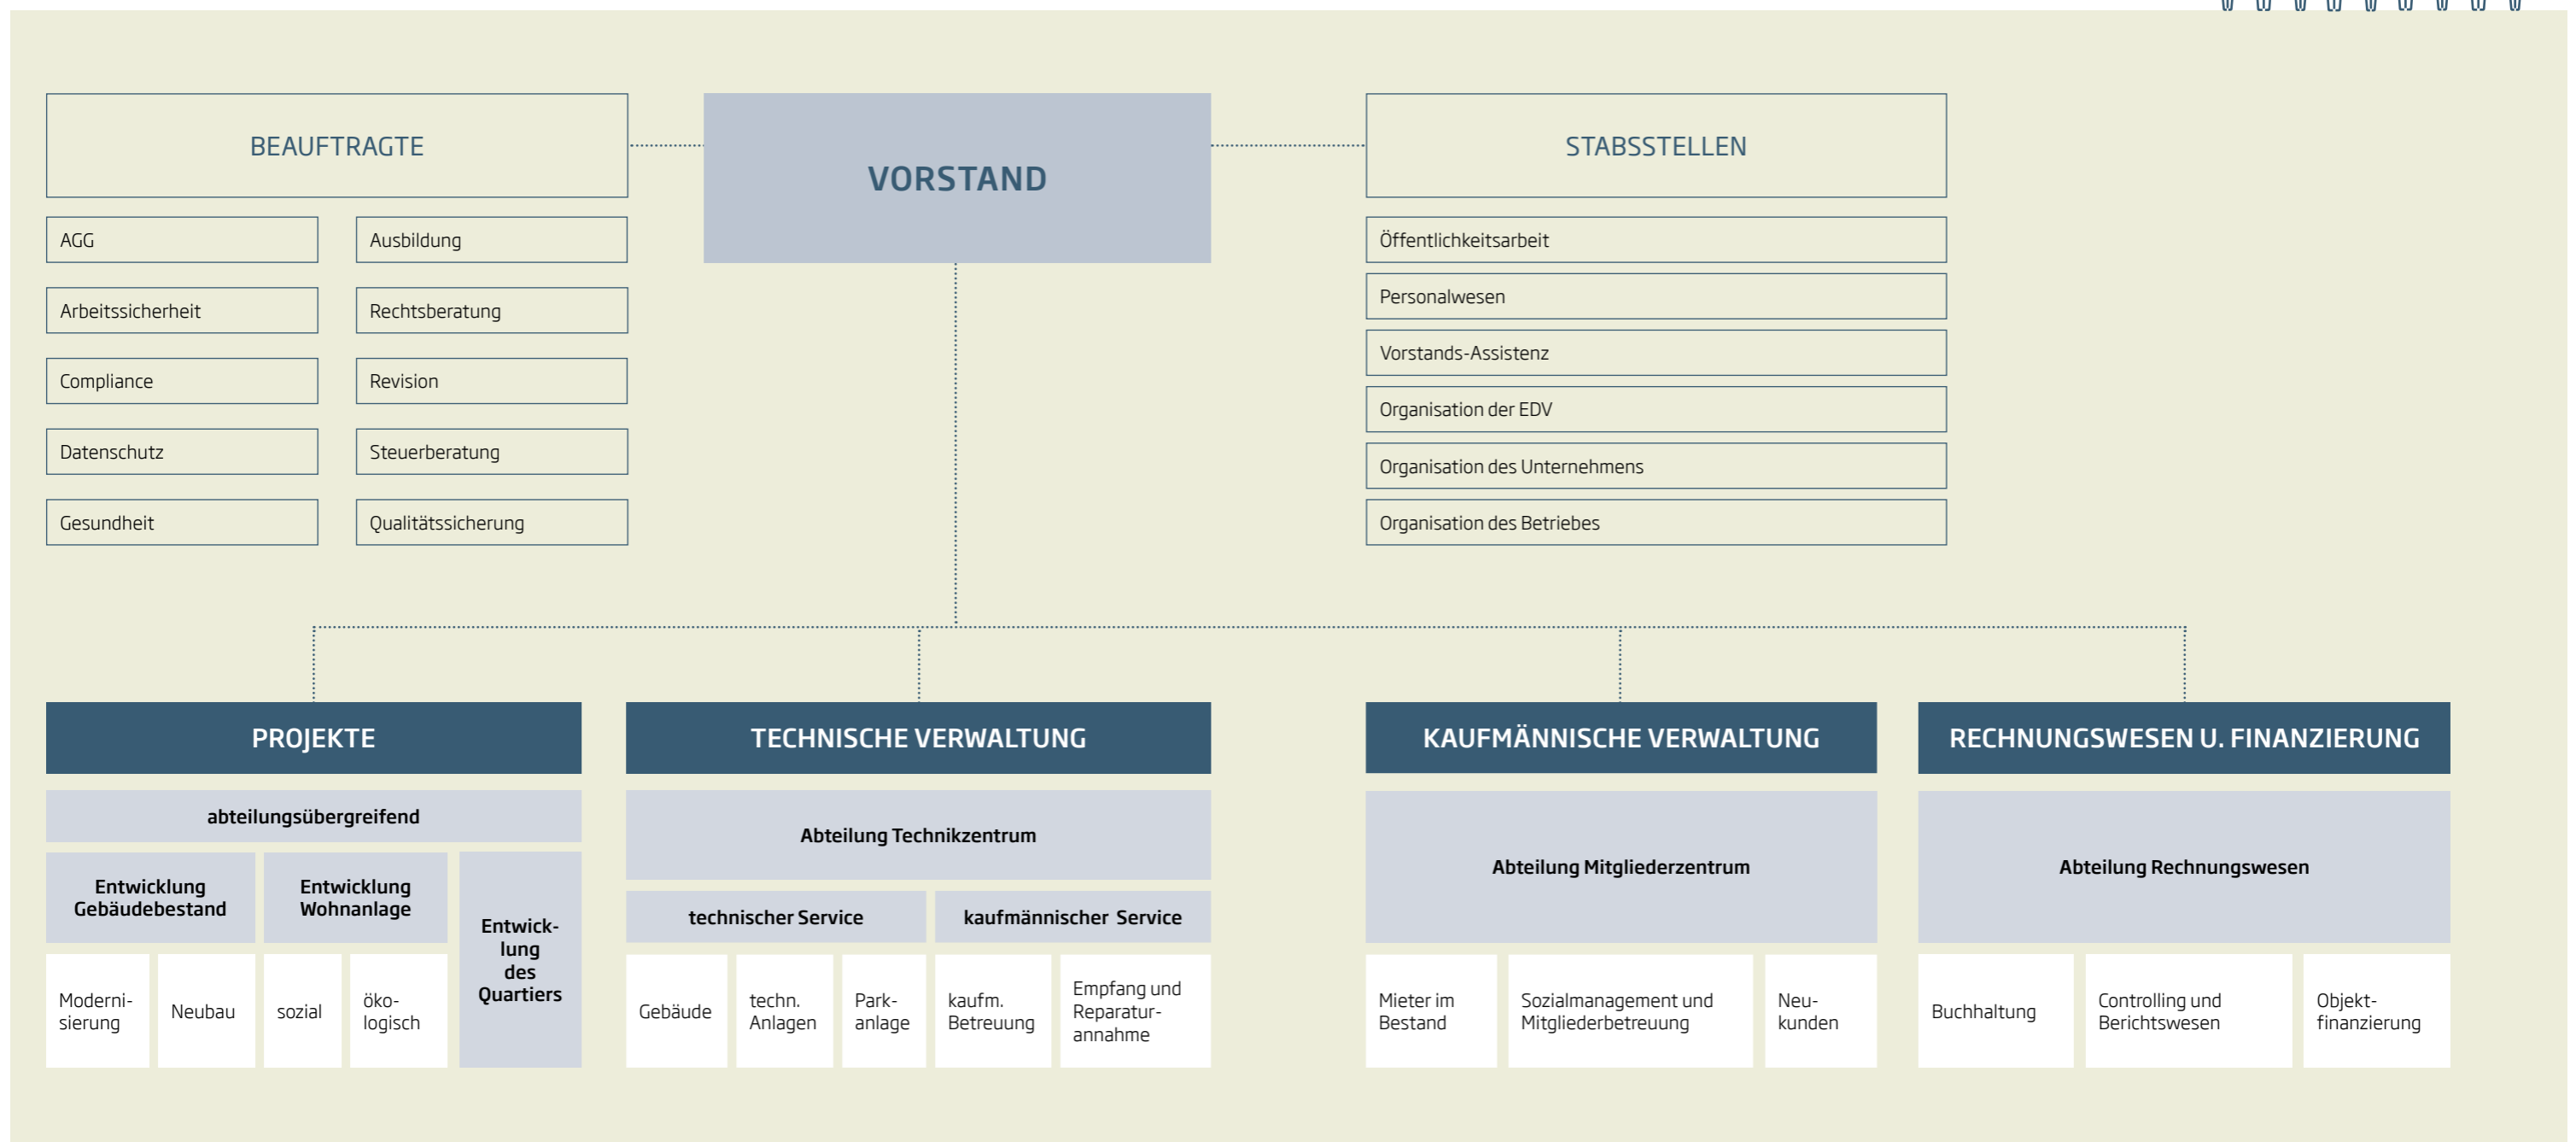 BEAUFTRAGTE
VORSTAND
STABSSTELLEN
AGG
Ausbildung
Arbeitssicherheit
Rechtsberatung
Compliance
Revision
Datenschutz
Steuerberatung
Gesundheit
Qualitätssicherung
Öffentlichkeitsarbeit
Personalwesen
Vorstands-Assistenz
Organisation der EDV
Organisation des Unternehmens
Organisation des Betriebes
PROJEKTE
abteilungsübergreifend
Entwicklung
Gebäudebestand
Entwicklung
Wohnanlage
Entwick-
lung
des
Quartiers
Moderni-
sierung
Neubau
sozial
öko-
logisch
TECHNISCHE VERWALTUNG
Abteilung Technikzentrum
technischer Service
kaufmännischer Service
Gebäude
techn.
Anlagen
Park-
anlage
kaufm.
Betreuung
Empfang und
Reparatur-
annahme
KAUFMÄNNISCHE VERWALTUNG
Abteilung Mitgliederzentrum
Mieter im
Bestand
Sozialmanagement und
Mitgliederbetreuung
Neu-
kunden
RECHNUNGSWESEN U. FINANZIERUNG
Abteilung Rechnungswesen
Buchhaltung
Controlling und
Berichtswesen
Objekt-
finanzierung